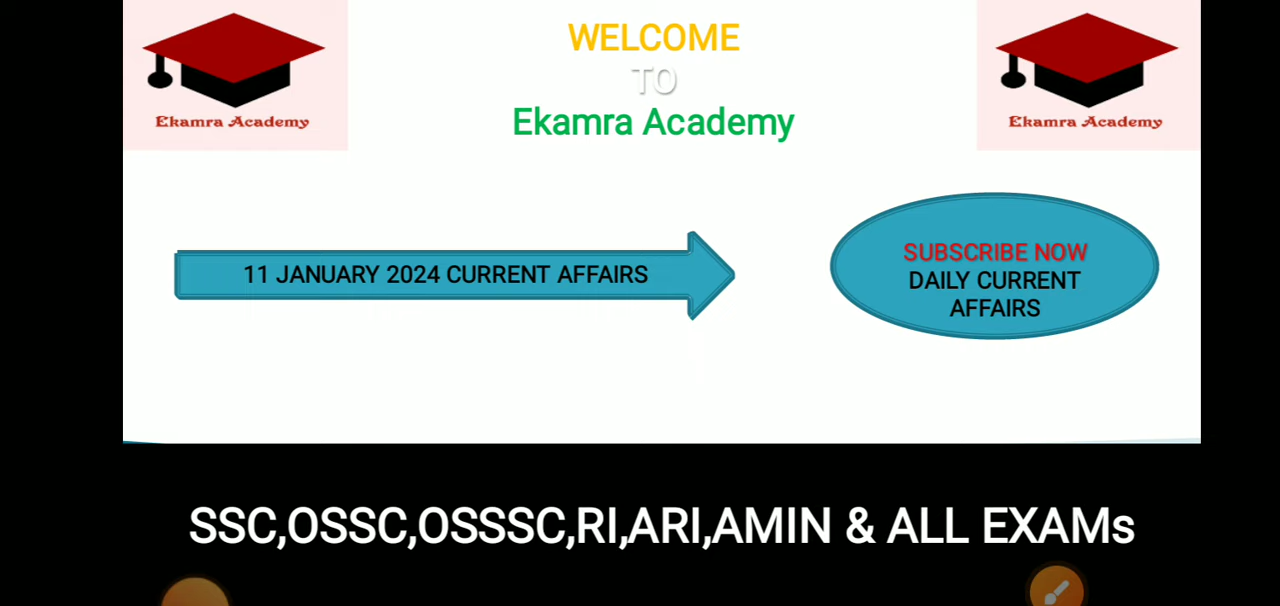 WELCOME
TO
Ekamra Academy
Ekamra Academy
Ekamra Academy
11 JANUARY 2024 CURRENT AFFAIRS
SUBSCRIBE NOW
DAILY CURRENT
AFFAIRS
SSC,OSSC,OSSSC,RI,ARI,AMIN & ALL EXAMs